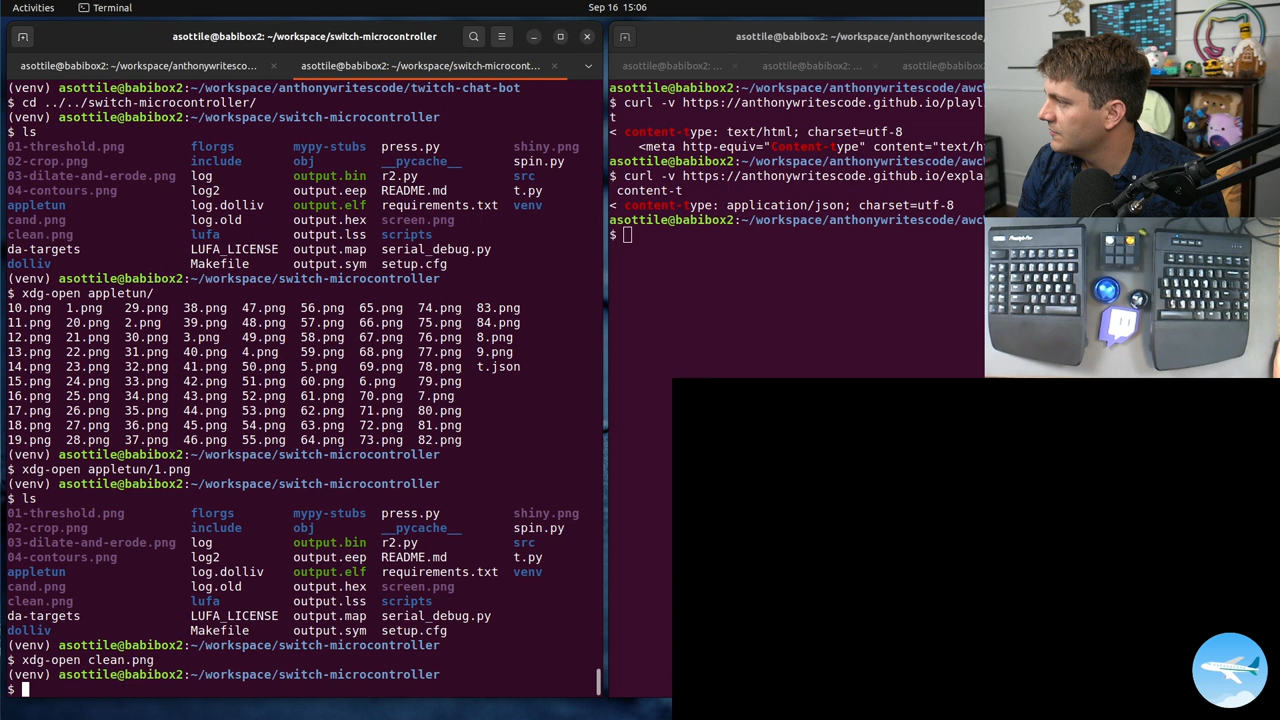 Activities
Terminal
Sep 16 15:06
asottile@babibox2: ~/workspace/switch-microcontroller
asottile@babibox2: ~/workspace/anthonywritesco…
asottile@babibox2: ~/workspace/switch-microcont…
(venv) asottile@babibox2:~/workspace/anthonywritescode/twitch-chat-bot
$ cd ../../switch-microcontroller/
(venv) asottile@babibox2:~/workspace/switch-microcontroller
$ ls
01-threshold.png florgs mypy-stubs press.py shiny.png
02-crop.png include obj __pycache__ spin.py
03-dilate-and-erode.png log output.bin r2.py src
04-contours.png log2 output.eep README.md t.py
appletun log.dolliv output.elf requirements.txt venv
cand.png log.old output.hex screen.png
clean.png lufa output.lss scripts
da-targets LUFA_LICENSE output.map serial_debug.py
dolliv Makefile output.sym setup.cfg
(venv) asottile@babibox2:~/workspace/switch-microcontroller
$ xdg-open appletun/
10.png 1.png 29.png 38.png 47.png 56.png 65.png 74.png 83.png
11.png 20.png 2.png 39.png 48.png 57.png 66.png 75.png 84.png
12.png 21.png 30.png 3.png 49.png 58.png 67.png 76.png 8.png
13.png 22.png 31.png 40.png 4.png 59.png 68.png 77.png 9.png
14.png 23.png 32.png 41.png 50.png 5.png 69.png 78.png t.json
15.png 24.png 33.png 42.png 51.png 60.png 6.png 79.png
16.png 25.png 34.png 43.png 52.png 61.png 70.png 7.png
17.png 26.png 35.png 44.png 53.png 62.png 71.png 80.png
18.png 27.png 36.png 45.png 54.png 63.png 72.png 81.png
19.png 28.png 37.png 46.png 55.png 64.png 73.png 82.png
(venv) asottile@babibox2:~/workspace/switch-microcontroller
$ xdg-open appletun/1.png
(venv) asottile@babibox2:~/workspace/switch-microcontroller
$ ls
01-threshold.png florgs mypy-stubs press.py shiny.png
02-crop.png include obj __pycache__ spin.py
03-dilate-and-erode.png log output.bin r2.py src
04-contours.png log2 output.eep README.md t.py
appletun log.dolliv output.elf requirements.txt venv
cand.png log.old output.hex screen.png
clean.png lufa output.lss scripts
da-targets LUFA_LICENSE output.map serial_debug.py
dolliv Makefile output.sym setup.cfg
(venv) asottile@babibox2:~/workspace/switch-microcontroller
$ xdg-open clean.png
(venv) asottile@babibox2:~/workspace/switch-microcontroller
$
asottile@babibox2: ~/workspace/anthonywritescode/
asottile@babibox2: ~/… asottile@babibox2: ~/… asottile@babib
asottile@babibox2:~/workspace/anthonywritescode/awc
$ curl -v https://anthonywritescode.github.io/playl
t
< content-type: text/html; charset=utf-8
<meta http-equiv="Content-type" content="text/h
asottile@babibox2:~/workspace/anthonywritescode/awc
$ curl -v https://anthonywritescode.github.io/expla
content-t
< content-type: application/json; charset=utf-8
asottile@babibox2:~/workspace/anthonywritescode/awc
$